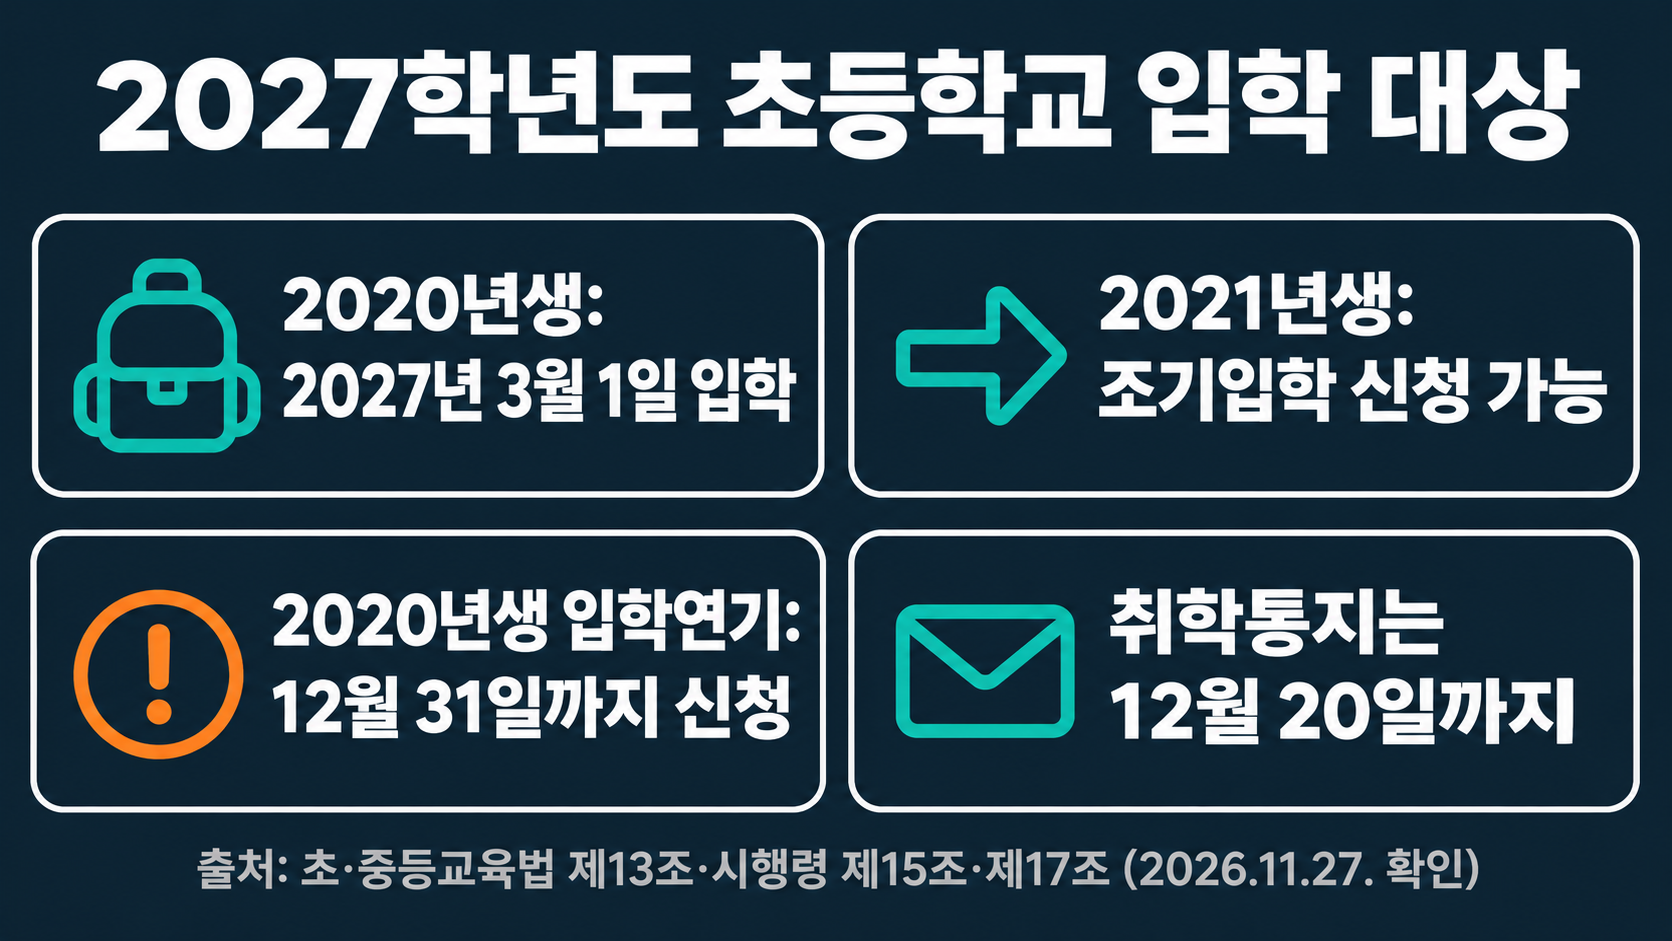 2027학년도 초등학교 입학 대상
2020년생:
2027년 3월 1일 입학
2021년생:
조기입학 신청 가능
2020년생 입학연기:
12월 31일까지 신청
취학통지는
12월 20일까지
출처: 초·중등교육법 제13조·시행령 제15조·제17조 (2026.11.27. 확인)